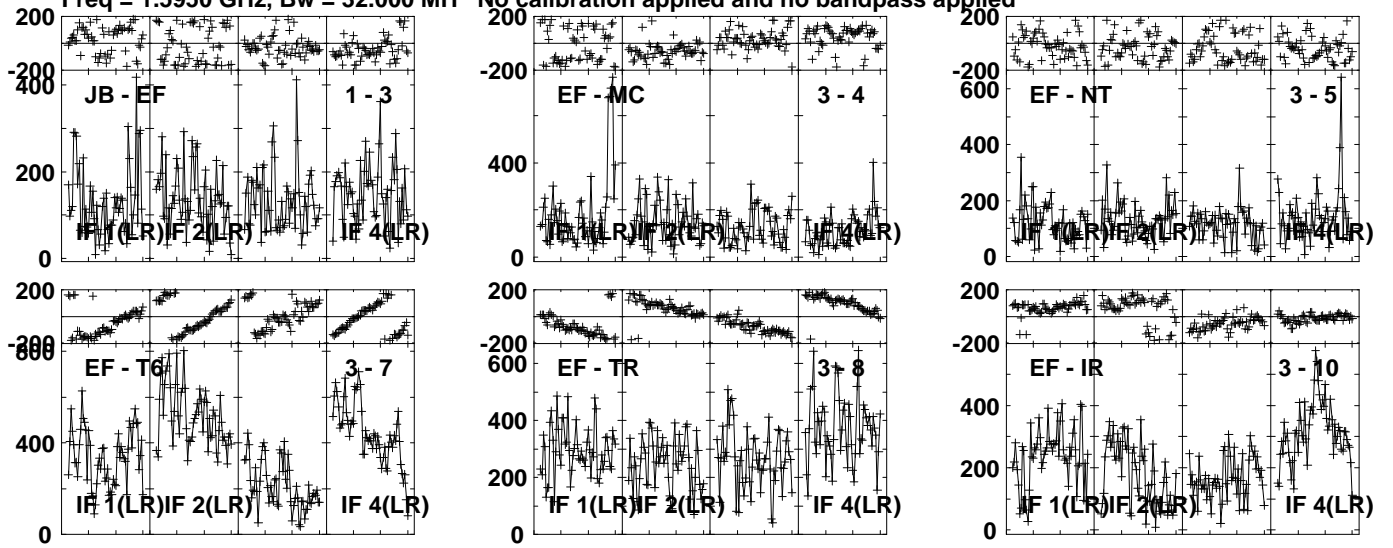 Freq = 1.5950 GHz, Bw = 32.000 MH No calibration applied and no bandpass applied
200
-200
400
200
0
JB - EF 1 - 3
IF 1(LR) IF 2(LR) IF 4(LR)
200
-200
400
0
EF - MC 3 - 4
IF 1(LR) IF 2(LR) IF 4(LR)
200
-200
600
400
200
0
EF - NT 3 - 5
IF 1(LR) IF 2(LR) IF 4(LR)
200
-200
800
400
0
EF - T6 3 - 7
IF 1(LR) IF 2(LR) IF 4(LR)
200
-200
600
400
200
0
EF - TR 3 - 8
IF 1(LR) IF 2(LR) IF 4(LR)
200
-200
400
200
0
EF - IR 3 - 10
IF 1(LR) IF 2(LR) IF 4(LR)